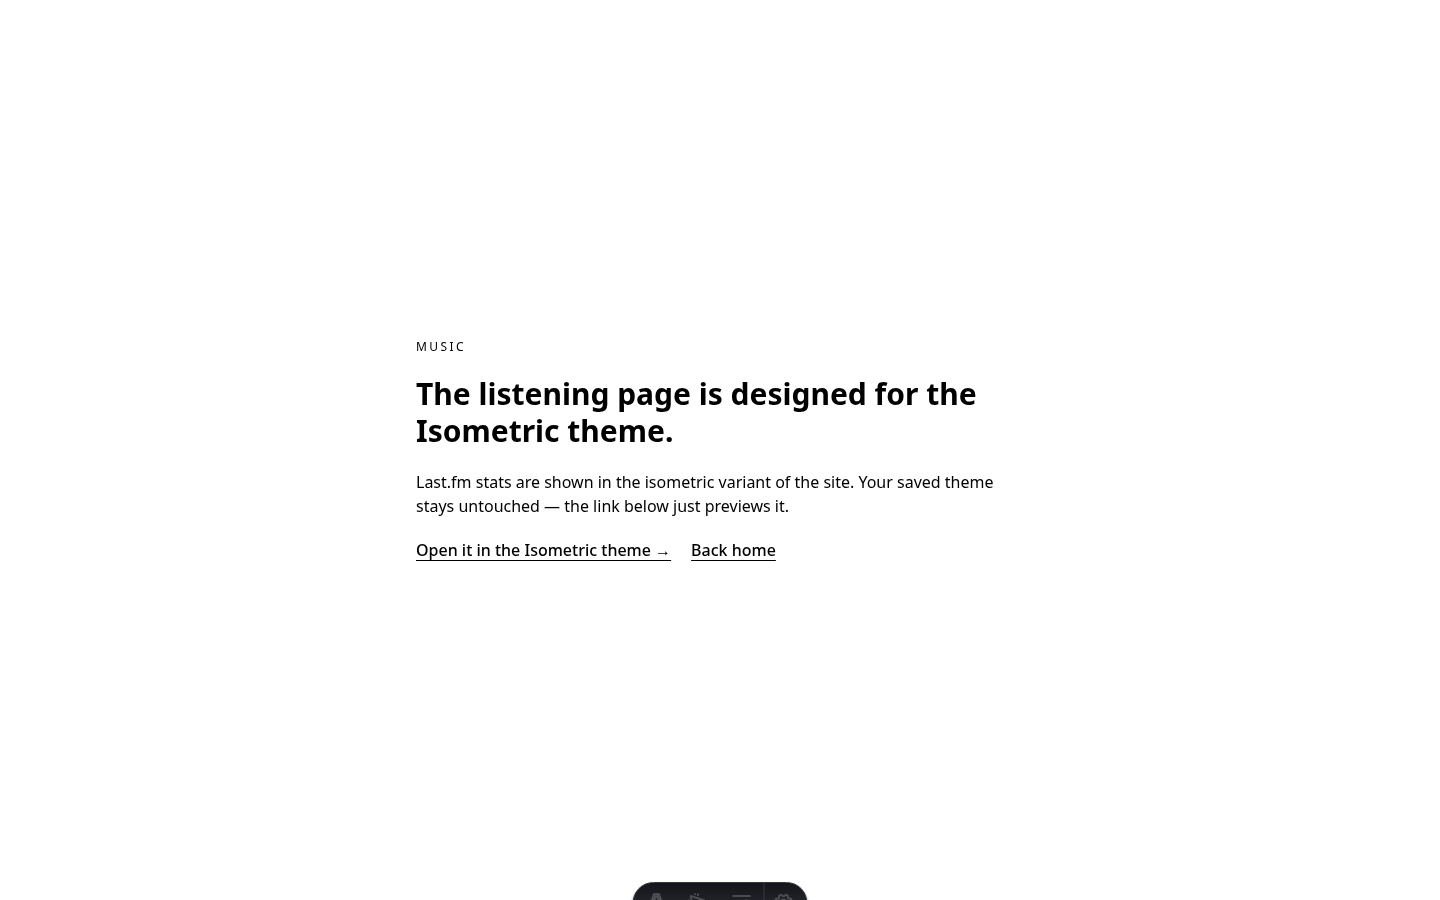 MUSIC
The listening page is designed for the
Isometric theme.
Last.fm stats are shown in the isometric variant of the site. Your saved theme
stays untouched — the link below just previews it.
Open it in the Isometric theme → Back home